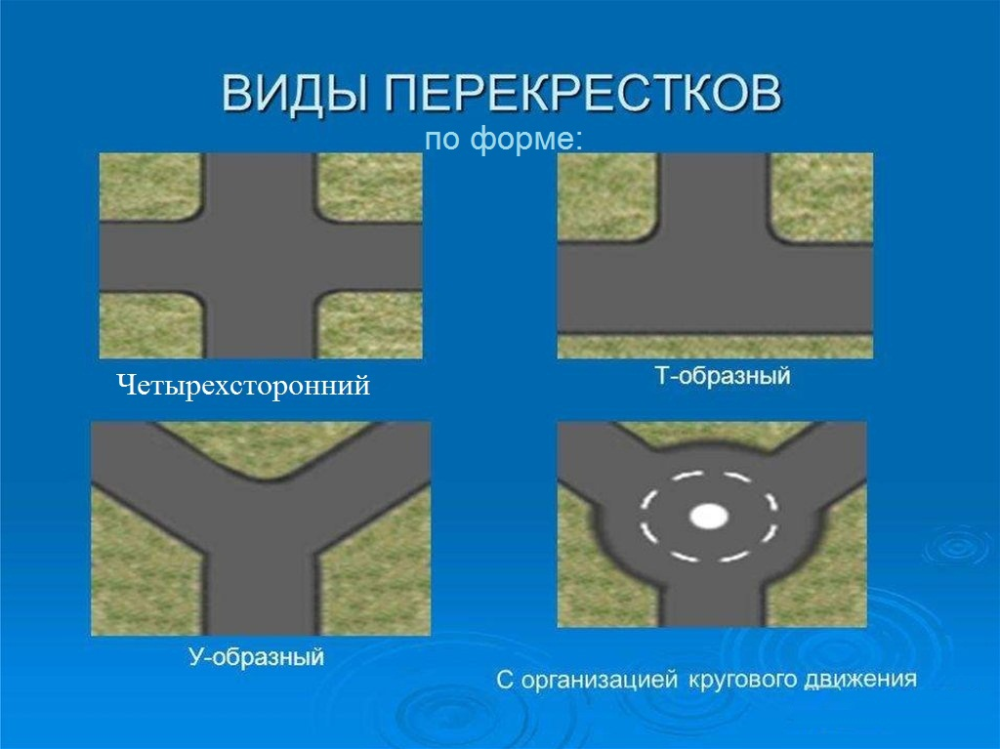 ВИДЫ ПЕРЕКРЕСТКОВ
по форме:
Четырехсторонний
Т-образный
У-образный
С организацией кругового движения